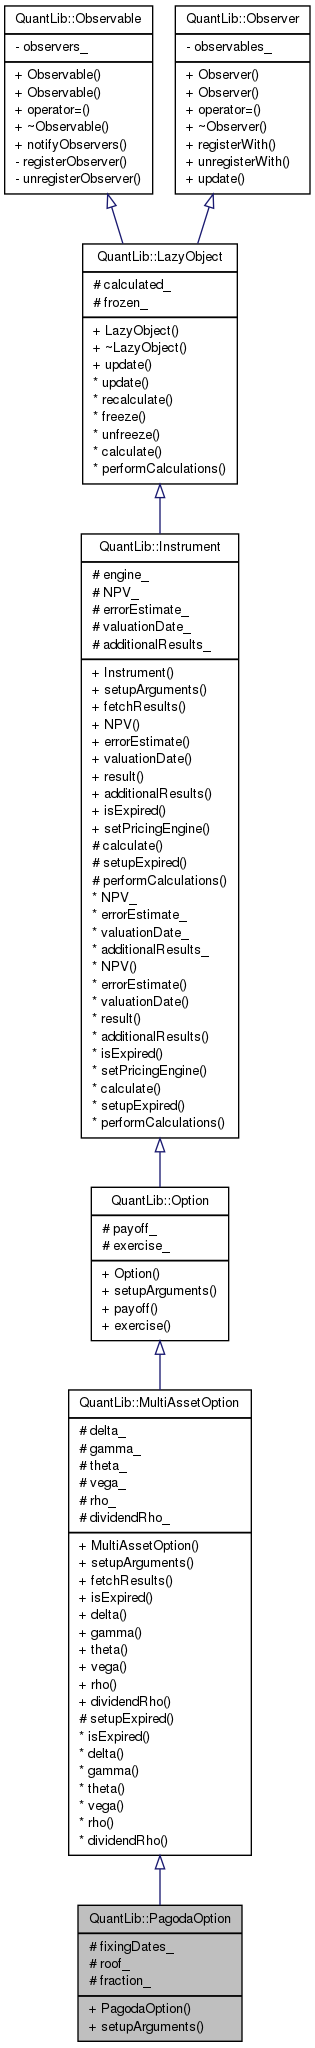 QuantLib::Observable
- observers_
+ Observable()
+ Observable()
+ operator=()
+ ~Observable()
+ notifyObservers()
- registerObserver()
- unregisterObserver()
QuantLib::Observer
- observables_
+ Observer()
+ Observer()
+ operator=()
+ ~Observer()
+ registerWith()
+ unregisterWith()
+ update()
QuantLib::LazyObject
# calculated_
# frozen_
+ LazyObject()
+ ~LazyObject()
+ update()
* update()
* recalculate()
* freeze()
* unfreeze()
* calculate()
* performCalculations()
QuantLib::Instrument
# engine_
# NPV_
# errorEstimate_
# valuationDate_
# additionalResults_
+ Instrument()
+ setupArguments()
+ fetchResults()
+ NPV()
+ errorEstimate()
+ valuationDate()
+ result()
+ additionalResults()
+ isExpired()
+ setPricingEngine()
# calculate()
# setupExpired()
# performCalculations()
* NPV_
* errorEstimate_
* valuationDate_
* additionalResults_
* NPV()
* errorEstimate()
* valuationDate()
* result()
* additionalResults()
* isExpired()
* setPricingEngine()
* calculate()
* setupExpired()
* performCalculations()
QuantLib::Option
# payoff_
# exercise_
+ Option()
+ setupArguments()
+ payoff()
+ exercise()
QuantLib::MultiAssetOption
# delta_
# gamma_
# theta_
# vega_
# rho_
# dividendRho_
+ MultiAssetOption()
+ setupArguments()
+ fetchResults()
+ isExpired()
+ delta()
+ gamma()
+ theta()
+ vega()
+ rho()
+ dividendRho()
# setupExpired()
* isExpired()
* delta()
* gamma()
* theta()
* vega()
* rho()
* dividendRho()
QuantLib::PagodaOption
# fixingDates_
# roof_
# fraction_
+ PagodaOption()
+ setupArguments()